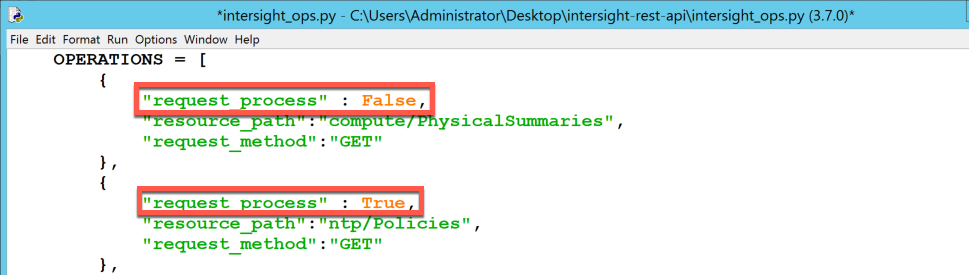 *intersight_ops.py - C:\Users\Administrator\Desktop\intersight-rest-api\intersight_ops.py (3.7.0)*
File Edit Format Run Options Window Help
OPERATIONS = [
    {
        "request_process" : False,
        "resource_path":"compute/PhysicalSummaries",
        "request_method":"GET"
    },
    {
        "request_process" : True,
        "resource_path":"ntp/Policies",
        "request_method":"GET"
    },